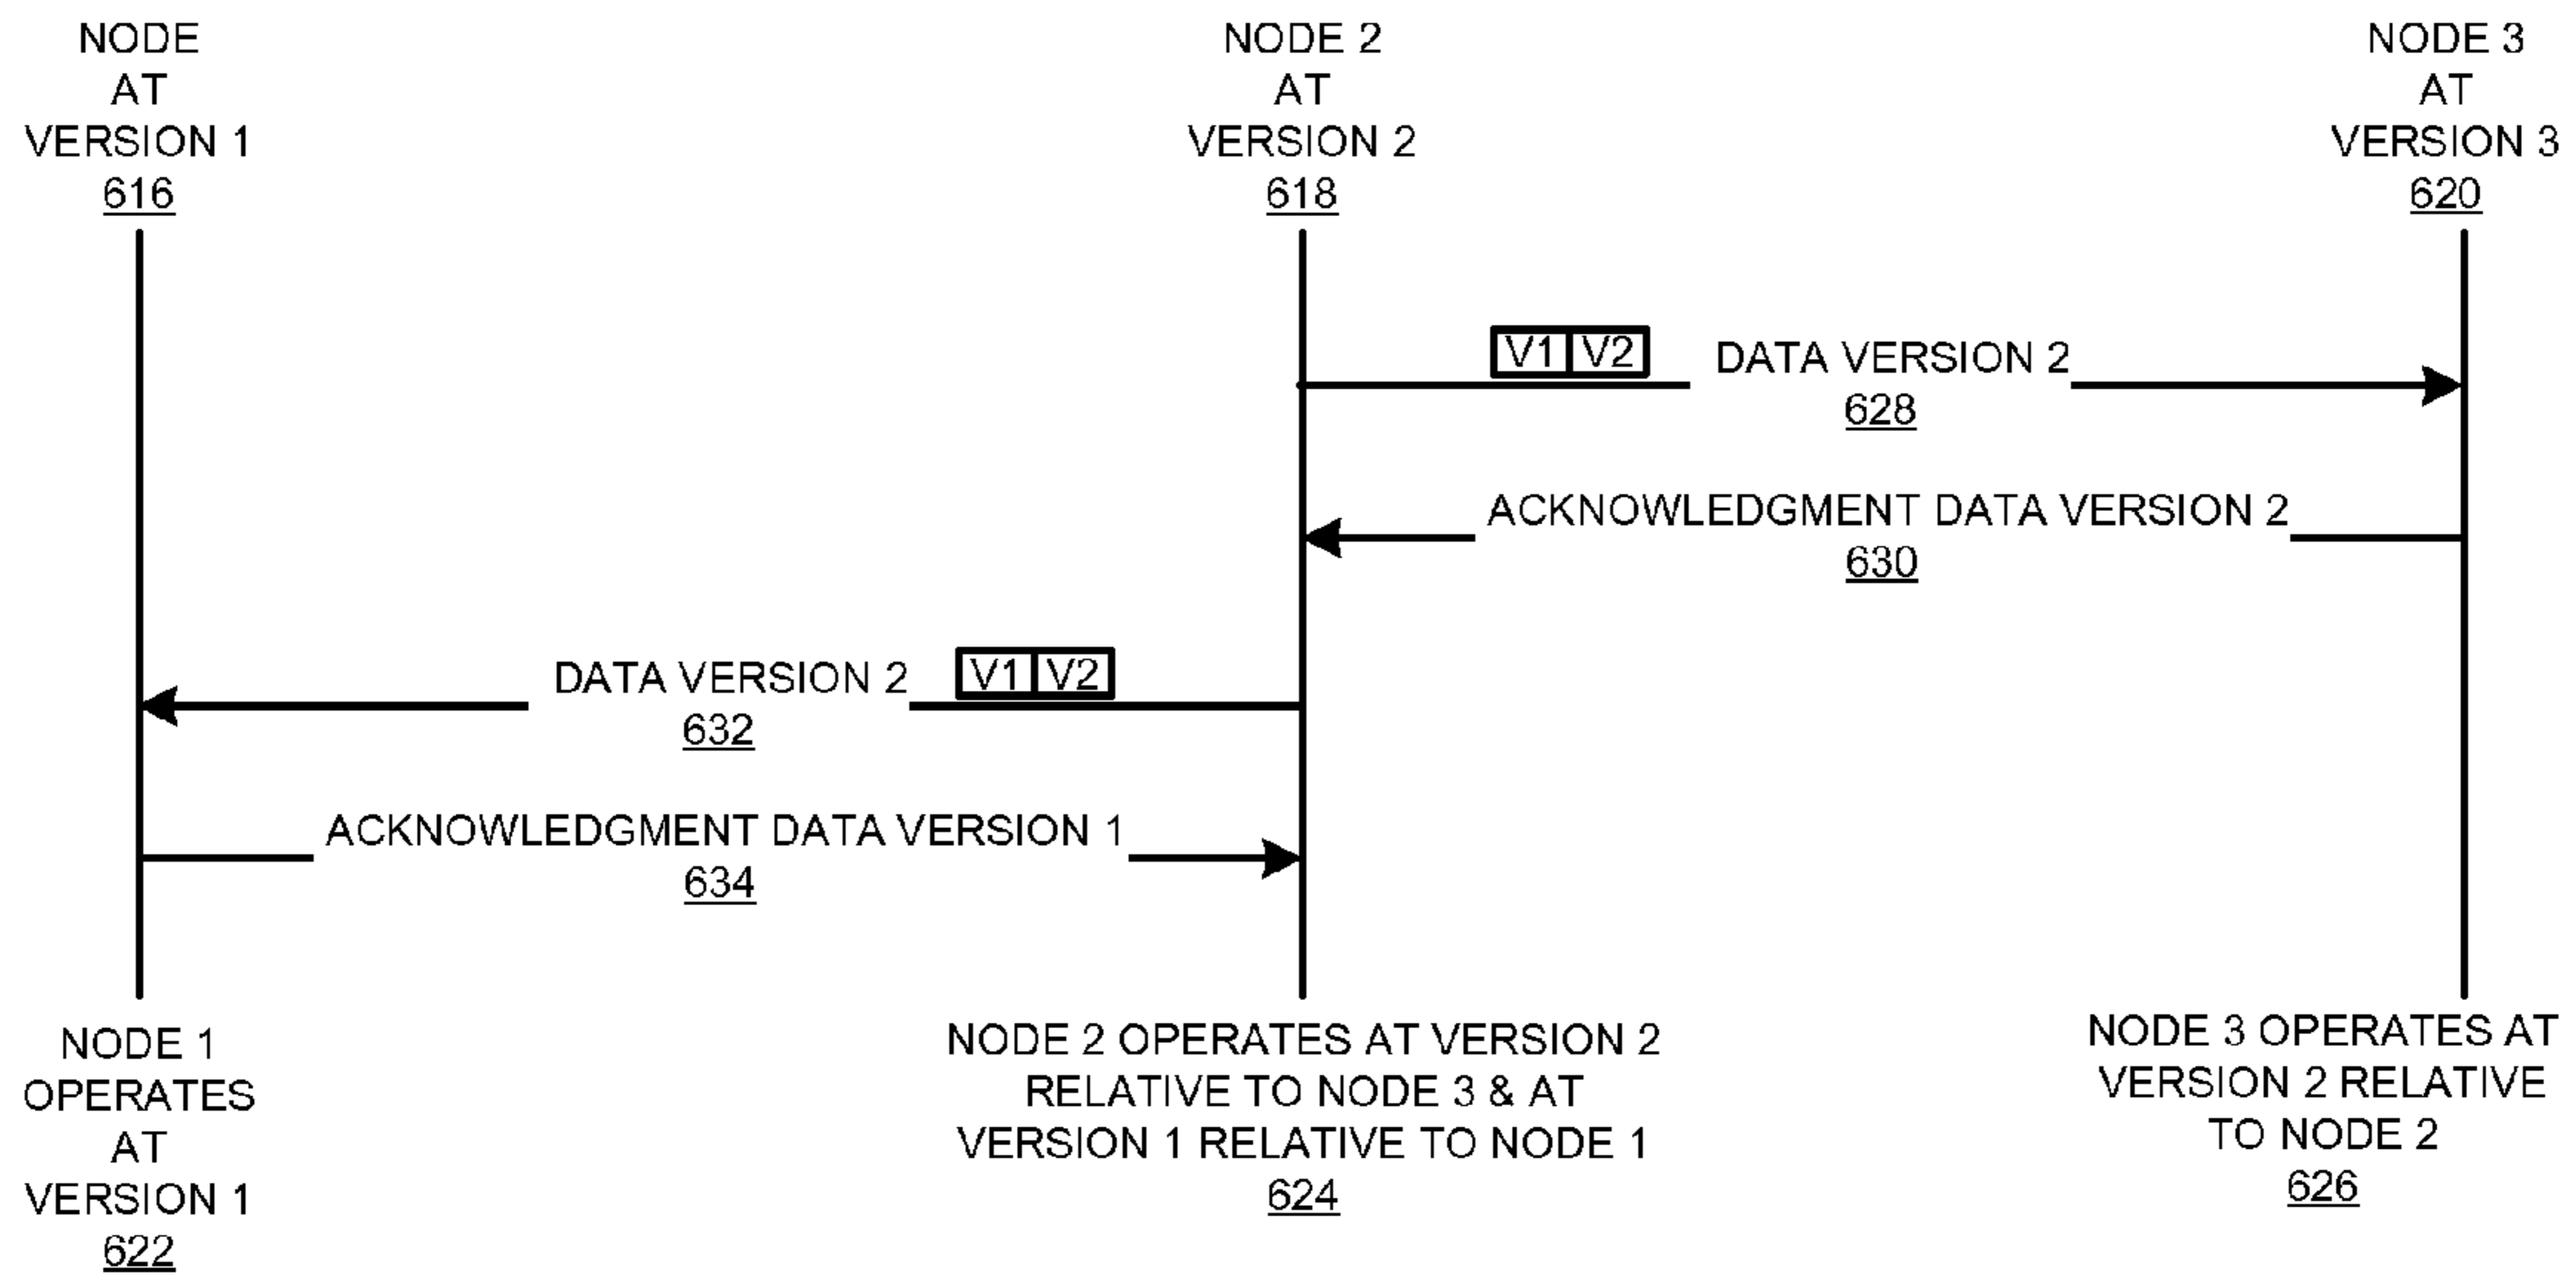 NODE
AT
VERSION 1
616
NODE 2
AT
VERSION 2
618
NODE 3
AT
VERSION 3
620
V1 V2
DATA VERSION 2
628
ACKNOWLEDGMENT DATA VERSION 2
630
DATA VERSION 2
V1 V2
632
ACKNOWLEDGMENT DATA VERSION 1
634
NODE 1
OPERATES
AT
VERSION 1
622
NODE 2 OPERATES AT VERSION 2
RELATIVE TO NODE 3 & AT
VERSION 1 RELATIVE TO NODE 1
624
NODE 3 OPERATES AT
VERSION 2 RELATIVE
TO NODE 2
626